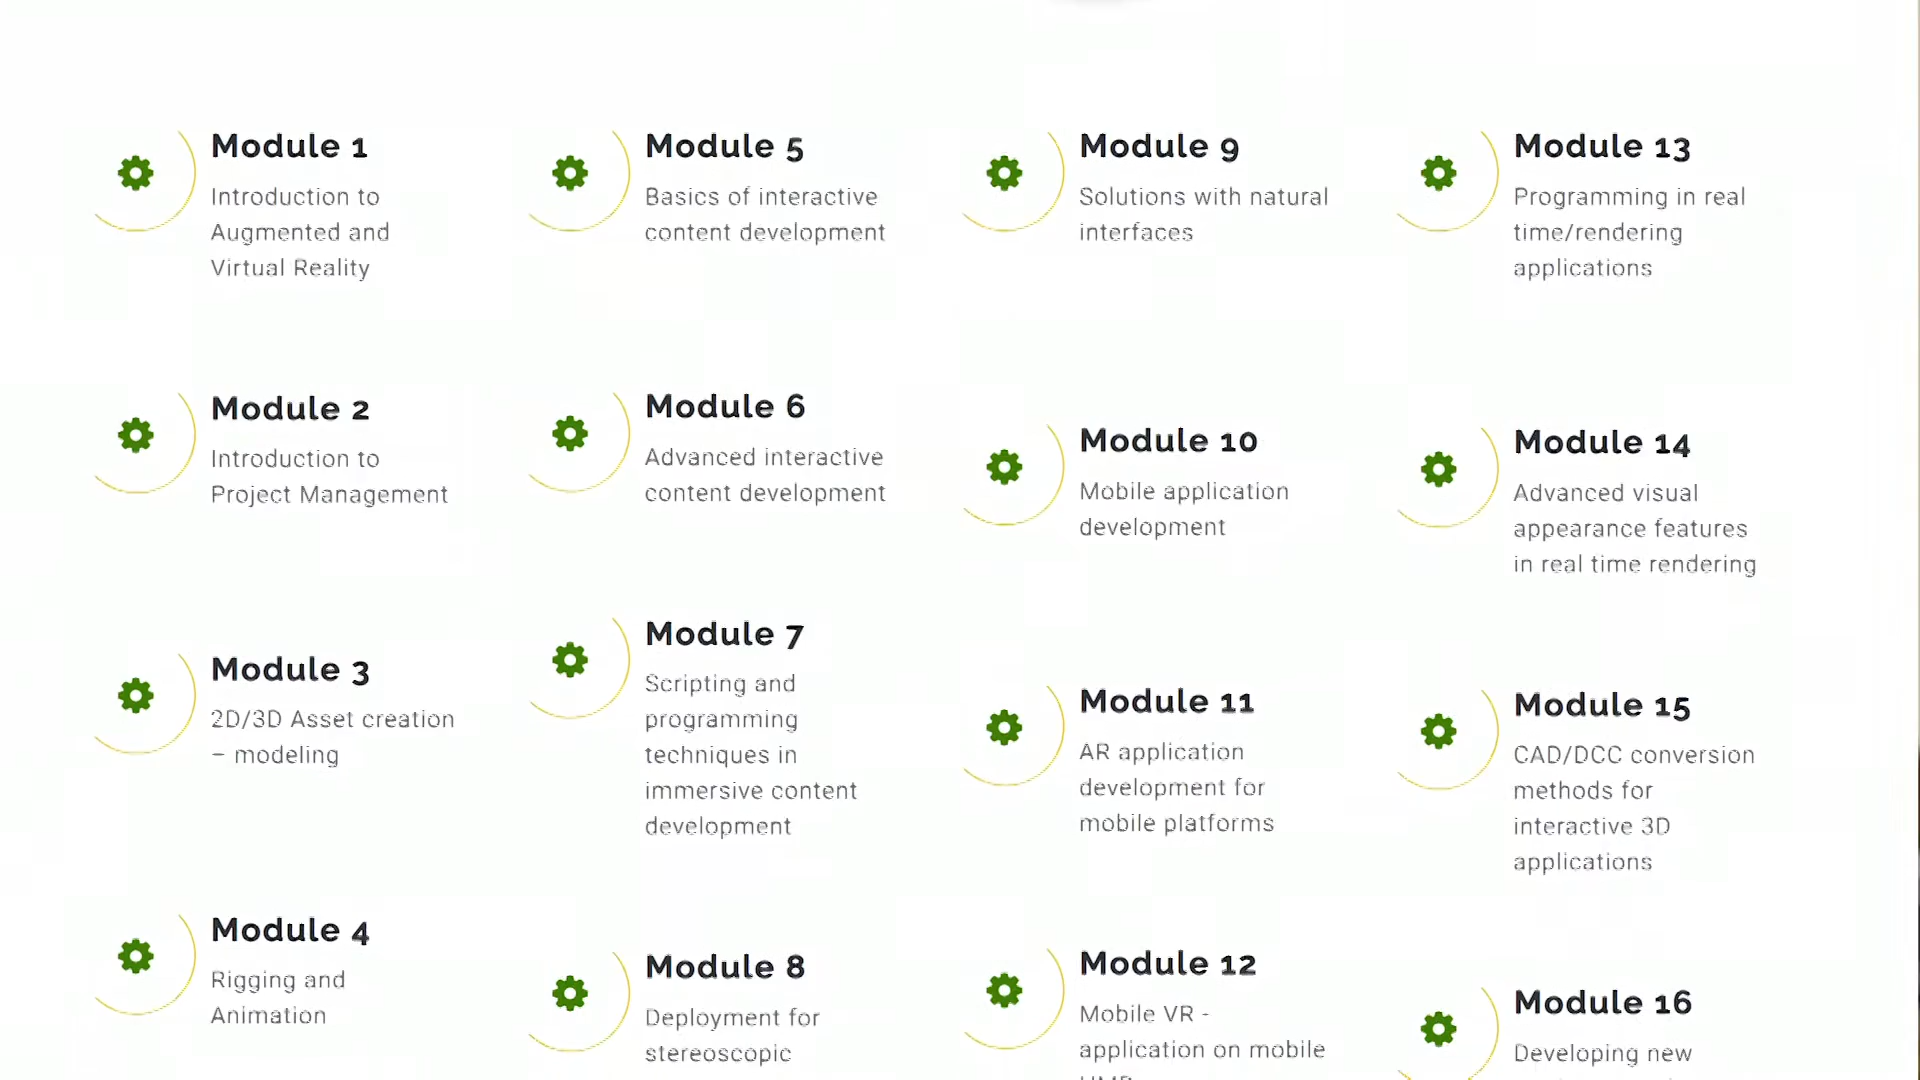 Module 1
Introduction to
Augmented and
Virtual Reality
Module 2
Introduction to
Project Management
Module 3
2D/3D Asset creation
– modeling
Module 4
Rigging and
Animation
Module 5
Basics of interactive
content development
Module 6
Advanced interactive
content development
Module 7
Scripting and
programming
techniques in
immersive content
development
Module 8
Deployment for
stereoscopic
Module 9
Solutions with natural
interfaces
Module 10
Mobile application
development
Module 11
AR application
development for
mobile platforms
Module 12
Mobile VR -
application on mobile
Module 13
Programming in real
time/rendering
applications
Module 14
Advanced visual
appearance features
in real time rendering
Module 15
CAD/DCC conversion
methods for
interactive 3D
applications
Module 16
Developing new